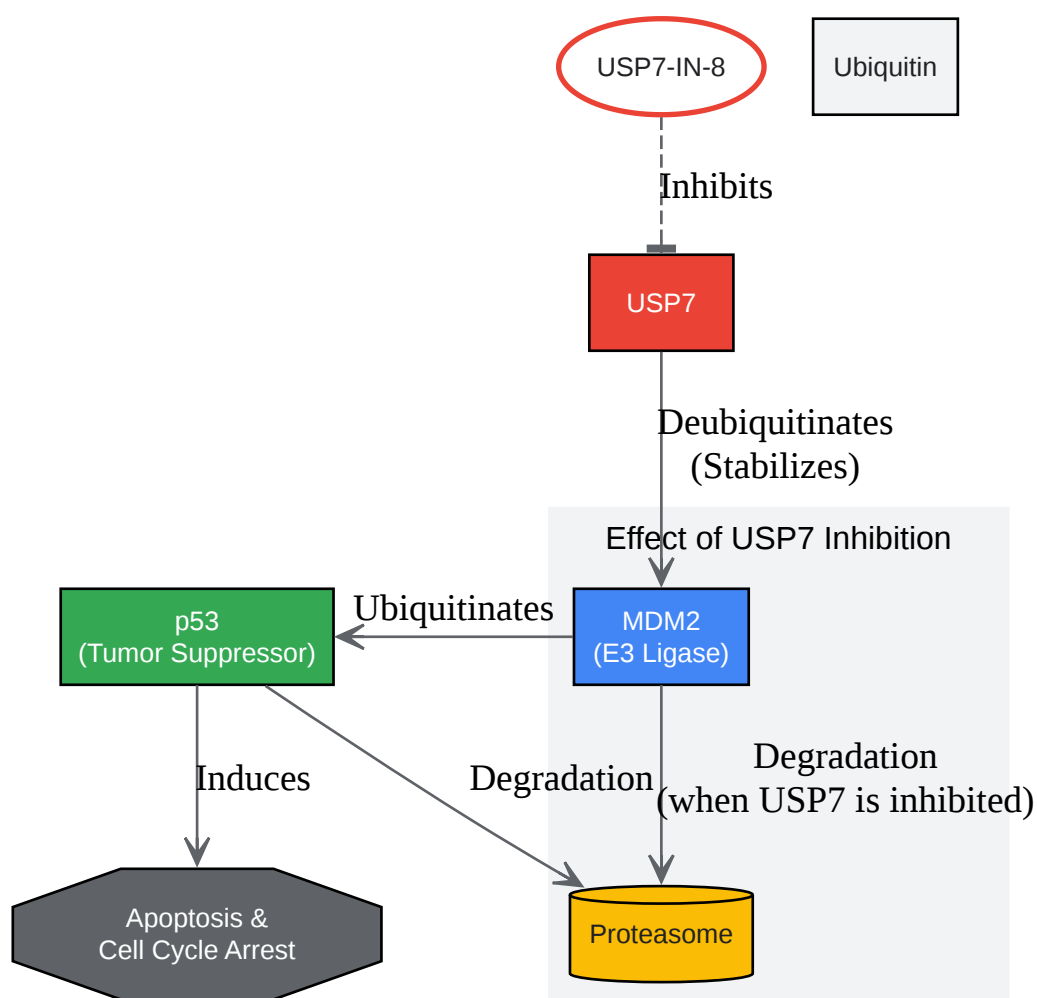 USP7-IN-8
Ubiquitin
Inhibits
USP7
Deubiquitinates
(Stabilizes)
Effect of USP7 Inhibition
p53
(Tumor Suppressor)
Ubiquitinates
MDM2
(E3 Ligase)
Induces
Degradation
Degradation
(when USP7 is inhibited)
Apoptosis &
Cell Cycle Arrest
Proteasome